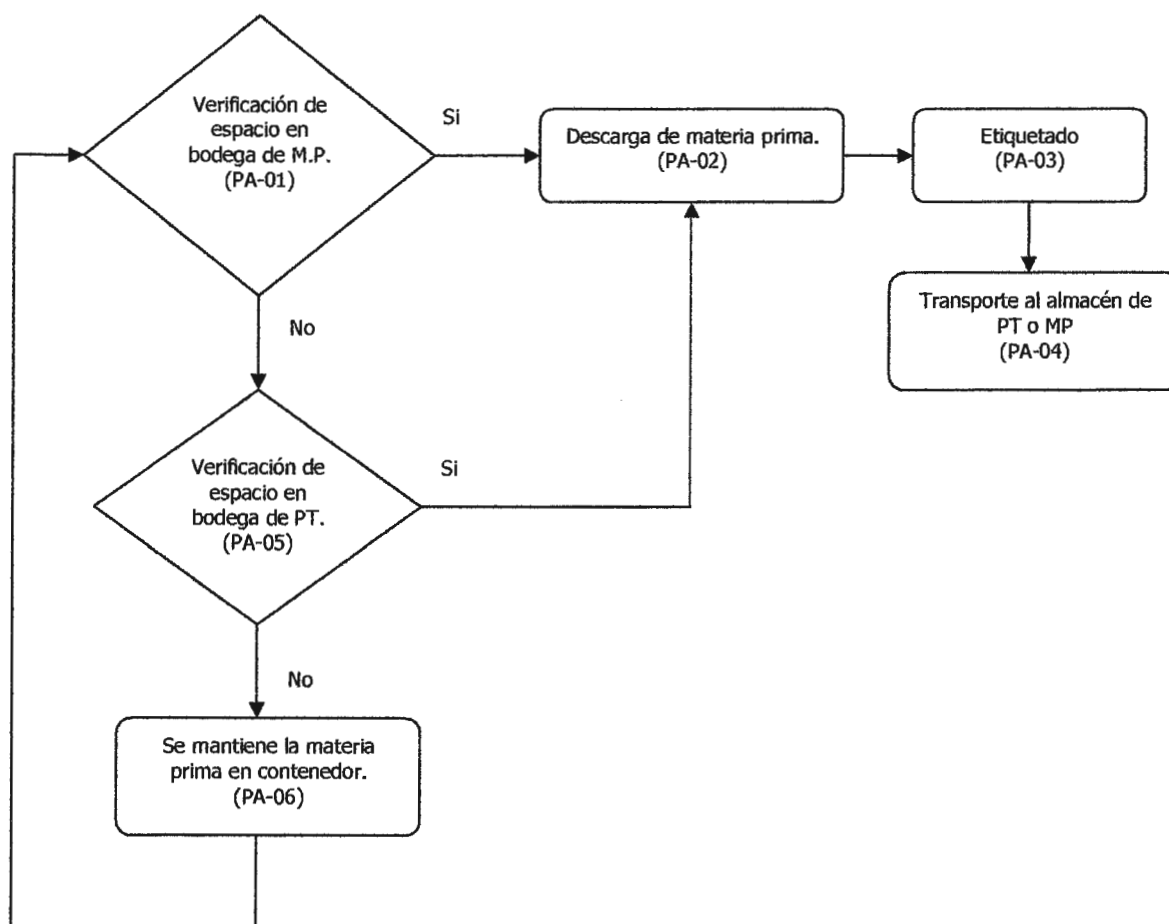 Verificación de
espacio en
bodega de M.P.
(PA-01)
Si
Descarga de materia prima.
(PA-02)
Etiquetado
(PA-03)
Transporte al almacén de
PT o MP
(PA-04)
No
Verificación de
espacio en
bodega de PT.
(PA-05)
Si
No
Se mantiene la materia
prima en contenedor.
(PA-06)